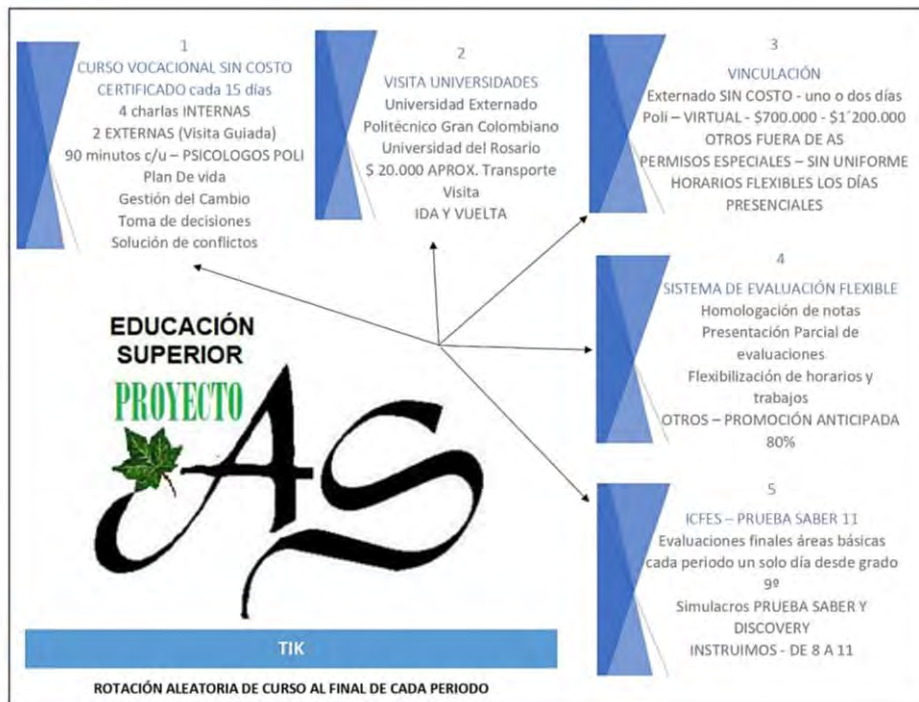 1
CURSO VOCACIONAL SIN COSTO
CERTIFICADO cada 15 días
4 charlas INTERNAS
2 EXTERNAS (Visita Guiada)
90 minutos c/u – PSICOLOGOS POLI
Plan De vida
Gestión del Cambio
Toma de decisiones
Solución de conflictos
2
VISITA UNIVERSIDADES
Universidad Externado
Politécnico Gran Colombiano
Universidad del Rosario
$ 20.000 APROX. Transporte
Visita
IDA Y VUELTA
3
VINCULACIÓN
Externado SIN COSTO - uno o dos días
Poli – VIRTUAL - $700.000 - $1´200.000
OTROS FUERA DE AS
PERMISOS ESPECIALES – SIN UNIFORME
HORARIOS FLEXIBLES LOS DÍAS
PRESENCIALES
4
SISTEMA DE EVALUACIÓN FLEXIBLE
Homologación de notas
Presentación Parcial de
evaluaciones
Flexibilización de horarios y
trabajos
OTROS – PROMOCIÓN ANTICIPADA
80%
5
ICFES – PRUEBA SABER 11
Evaluaciones finales áreas básicas
cada periodo un solo día desde grado
9º
Simulacros PRUEBA SABER Y
DISCOVERY
INSTRUIMOS - DE 8 A 11
EDUCACIÓN
SUPERIOR
PROYECTO
AS
TIK
ROTACIÓN ALEATORIA DE CURSO AL FINAL DE CADA PERIODO